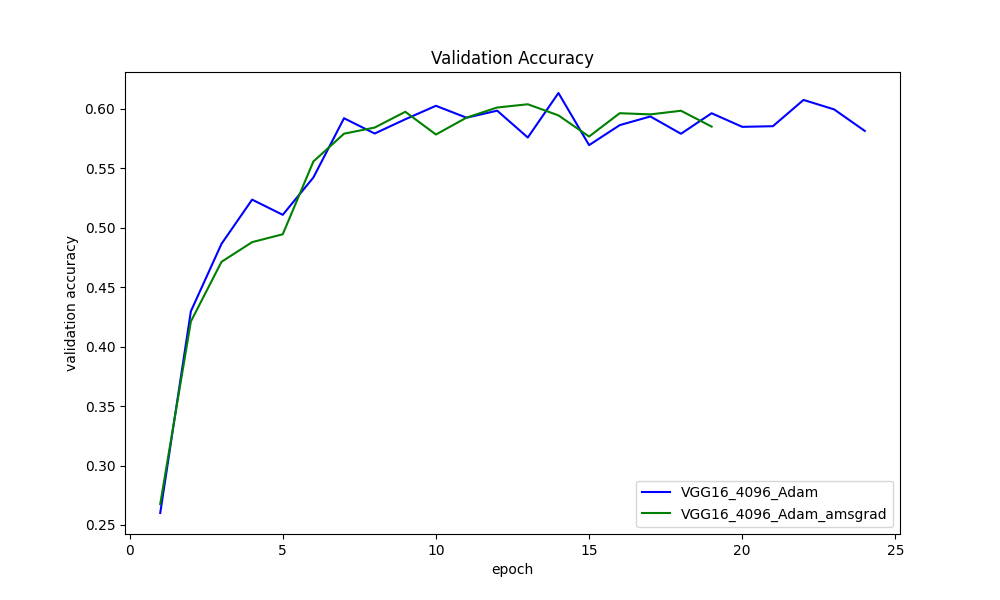 Validation Accuracy
validation accuracy
0.60
0.55
0.50
0.45
0.40
0.35
0.30
0.25
VGG16_4096_Adam
VGG16_4096_Adam_amsgrad
0 5 10 15 20 25
epoch